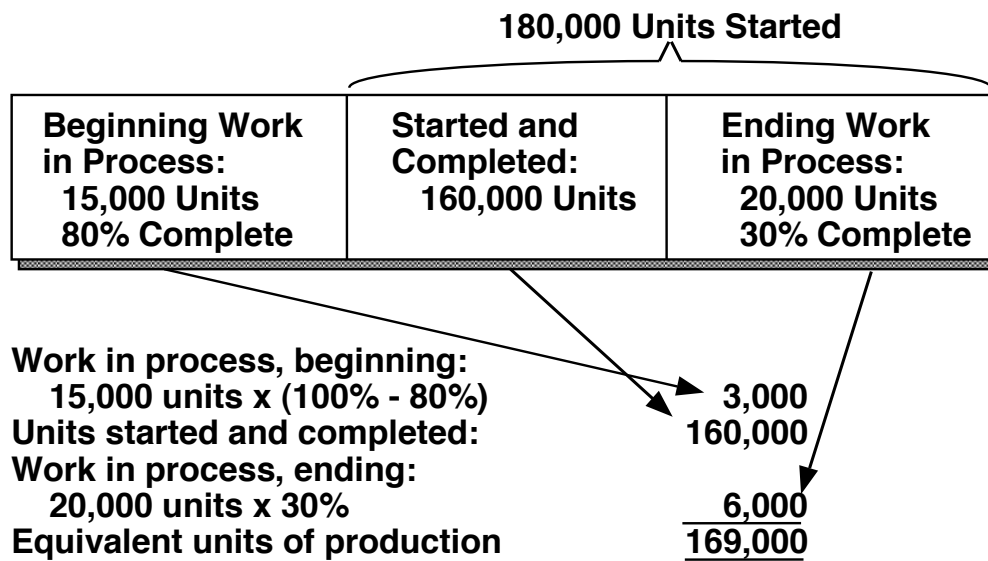 180,000 Units Started
Beginning Work
in Process:
15,000 Units
80% Complete
Started and
Completed:
160,000 Units
Ending Work
in Process:
20,000 Units
30% Complete
Work in process, beginning:
15,000 units x (100% - 80%) 3,000
Units started and completed: 160,000
Work in process, ending:
20,000 units x 30% 6,000
Equivalent units of production 169,000